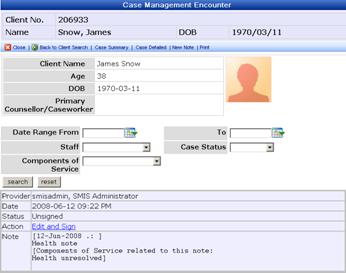 Case Management Encounter
Client No. 206933
Name Snow, James DOB 1970/03/11
Close | Back to Client Search | Case Summary | Case Detailed | New Note | Print
Client Name James Snow
Age 38
DOB 1970-03-11
Primary
Counsellor/Caseworker
Date Range From To
Staff Case Status
Components of
Service
search reset
Provider smisadmin, SMIS Administrator
Date 2008-06-12 09:22 PM
Status Unsigned
Action Edit and Sign
Note [12-Jun-2008 .: ]
Health note
[Components of Service related to this note:
Health unresolved]